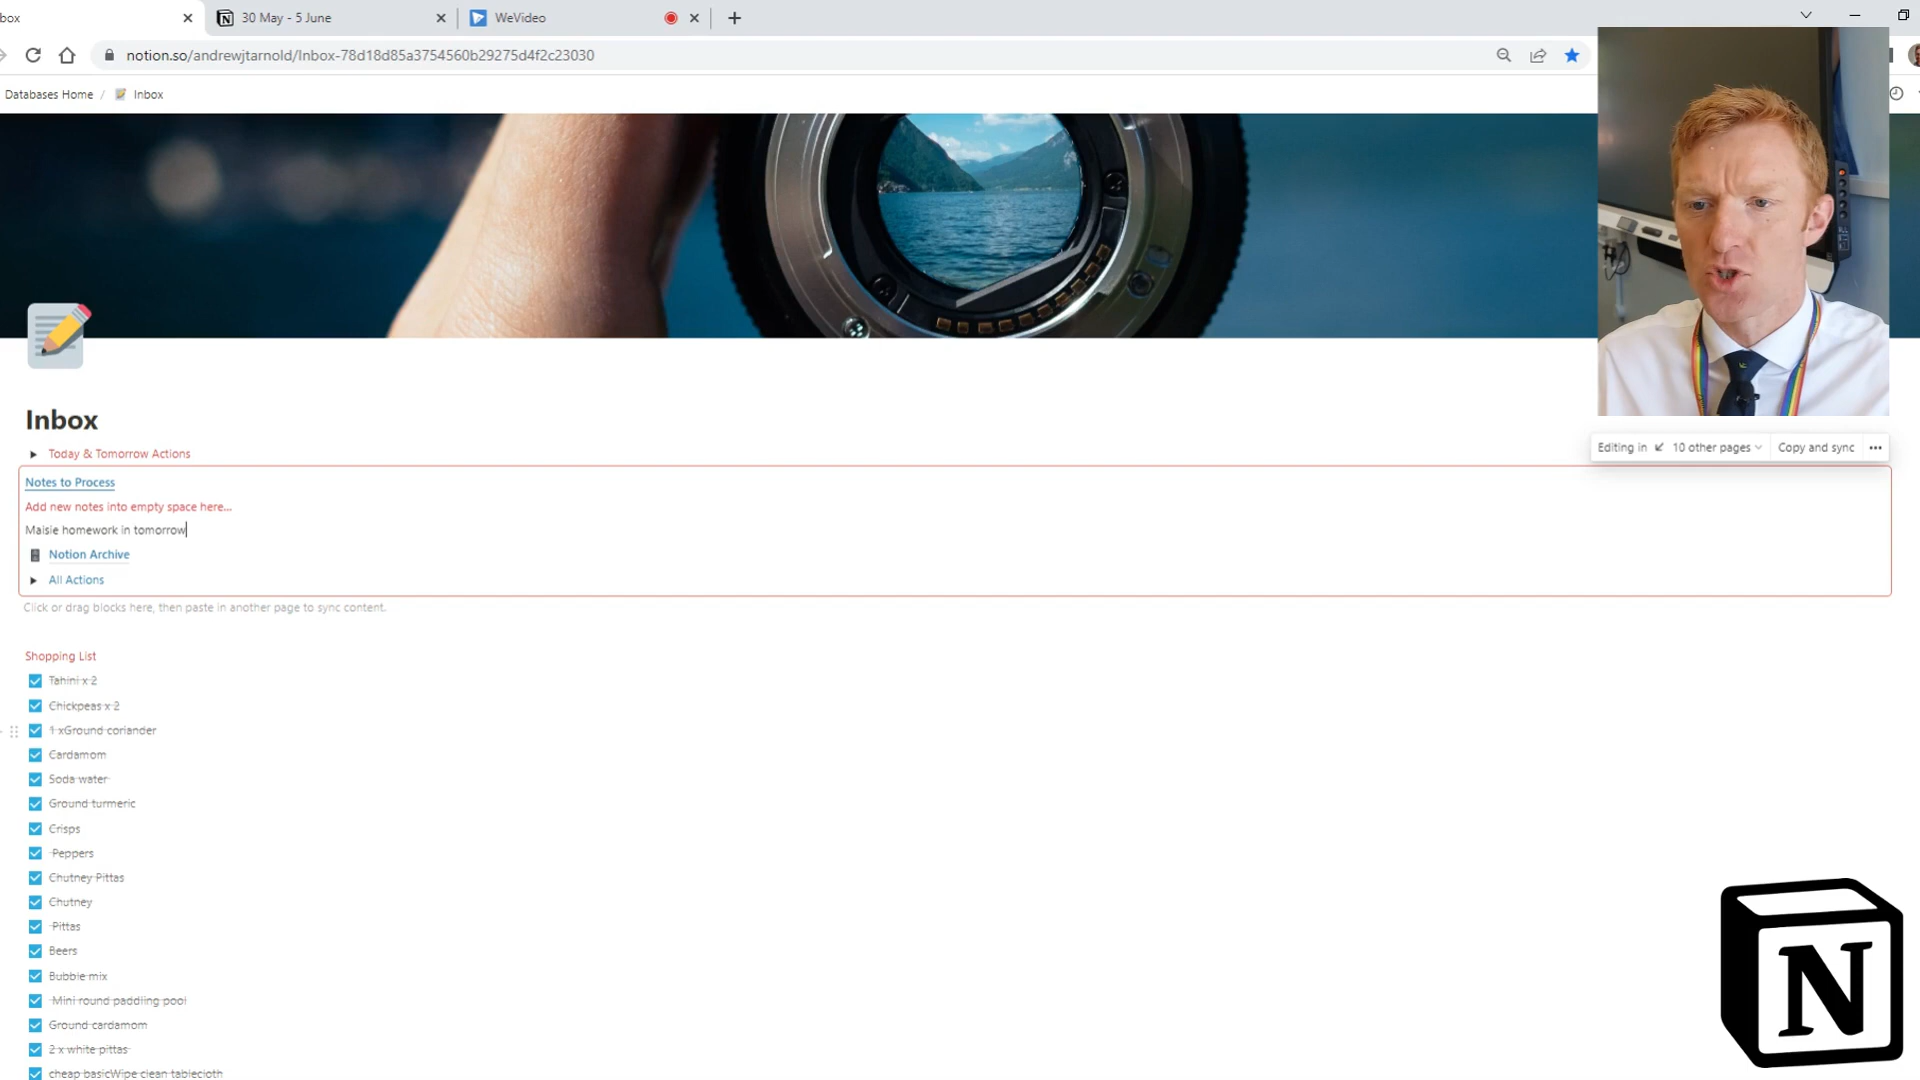 box
30 May - 5 June
WeVideo
notion.so/andrewjtarnold/Inbox-78d18d85a3754560b29275d4f2c23030
Databases Home / Inbox
Inbox
Today & Tomorrow Actions
Editing in 10 other pages Copy and sync
Notes to Process
Add new notes into empty space here...
Maisie homework in tomorrow
Notion Archive
All Actions
Click or drag blocks here, then paste in another page to sync content.
Shopping List
Tahini x 2
Chickpeas x 2
1 xGround coriander
Cardamom
Soda water
Ground turmeric
Crisps
Peppers
Chutney Pittas
Chutney
Pittas
Beers
Bubble mix
Mini round paddling pool
Ground cardamom
2 x white pittas
cheap basicWipe clean tablecloth
N